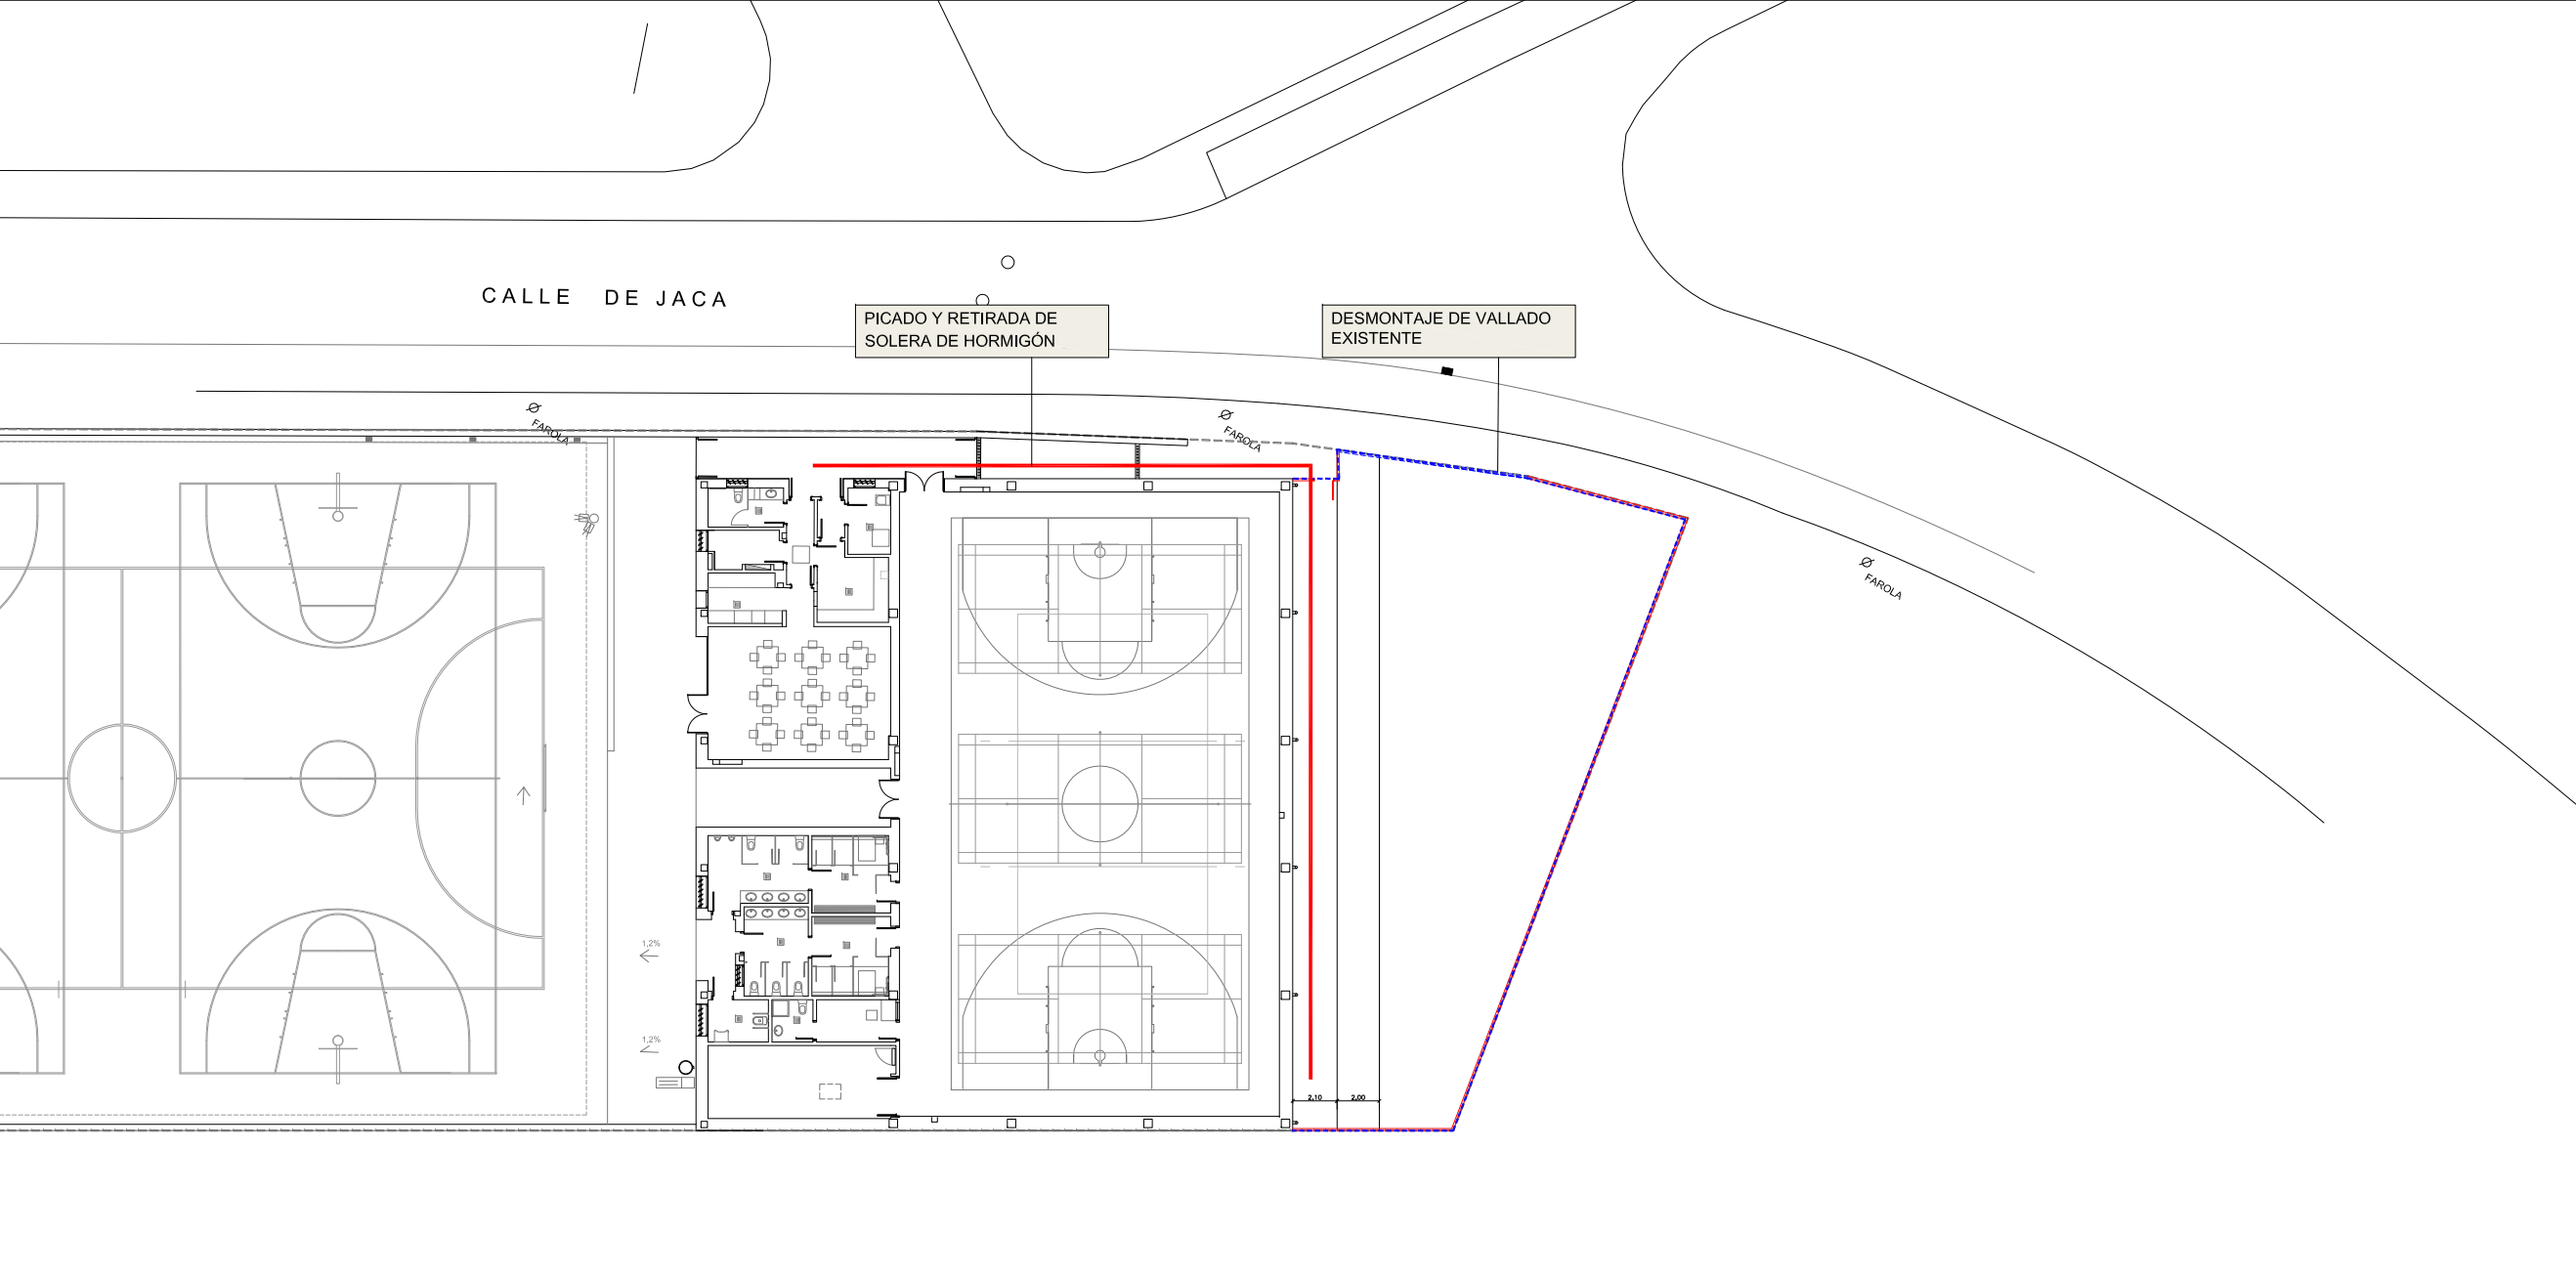 CALLE DE JACA
PICADO Y RETIRADA DE
SOLERA DE HORMIGÓN
DESMONTAJE DE VALLADO
EXISTENTE
FAROLA
FAROLA
FAROLA
1,2%
1,2%
2,10
2,00